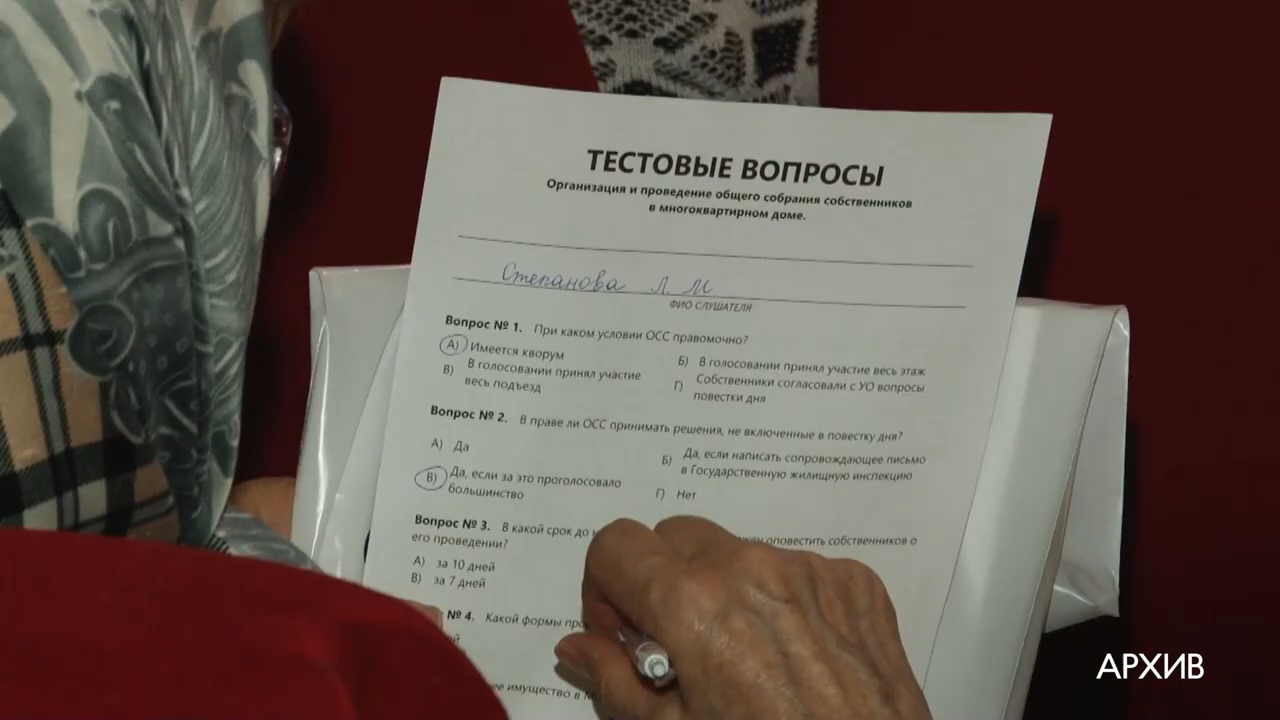 ТЕСТОВЫЕ ВОПРОСЫ
Организация и проведение общего собрания собственников
в многоквартирном доме.
Степанова Л. М
ФИО СЛУШАТЕЛЯ
Вопрос № 1. При каком условии ОСС правомочно?
А) Имеется кворум
Б) В голосовании принял участие весь этаж
В) В голосовании принял участие
весь подъезд
Г) Собственники согласовали с УО вопросы
повестки дня
Вопрос № 2. В праве ли ОСС принимать решения, не включенные в повестку дня?
А) Да
Б) Да, если написать сопровождающее письмо
в Государственную жилищную инспекцию
В) Да, если за это проголосовало
большинство
Г) Нет
Вопрос № 3. В какой срок до оповестить собственников о
его проведении?
А) за 10 дней
В) за 7 дней
№ 4. Какой формы
имущество в
АРХИВ